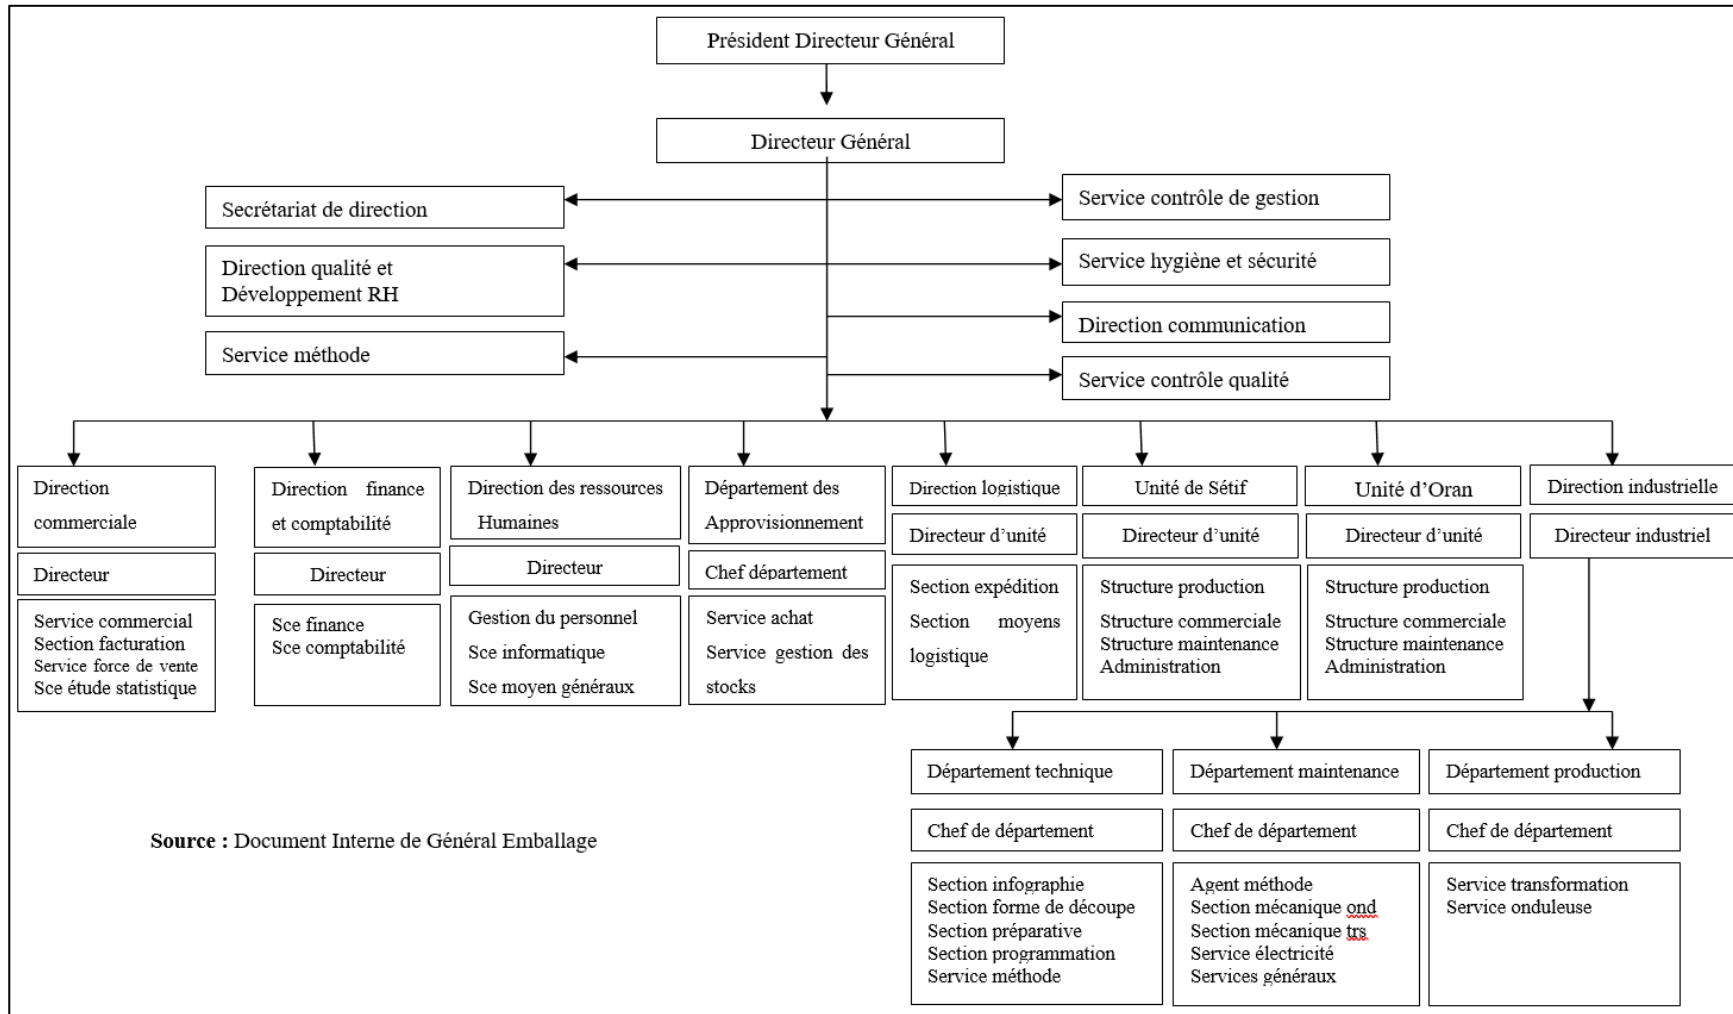 Président Directeur Général
Directeur Général
Secrétariat de direction
Service contrôle de gestion
Direction qualité et
Développement RH
Service hygiène et sécurité
Direction communication
Service méthode
Service contrôle qualité
Direction
commerciale
Directeur
Service commercial
Section facturation
Service force de vente
Sce étude statistique
Direction finance
et comptabilité
Directeur
Sce finance
Sce comptabilité
Direction des ressources
Humaines
Directeur
Gestion du personnel
Sce informatique
Sce moyen généraux
Département des
Approvisionnement
Chef département
Service achat
Service gestion des
stocks
Direction logistique
Directeur d’unité
Section expédition
Section moyens
logistique
Unité de Sétif
Directeur d’unité
Structure production
Structure commerciale
Structure maintenance
Administration
Unité d’Oran
Directeur d’unité
Structure production
Structure commerciale
Structure maintenance
Administration
Direction industrielle
Directeur industriel
Département technique
Chef de département
Section infographie
Section forme de découpe
Section préparative
Section programmation
Service méthode
Département maintenance
Chef de département
Agent méthode
Section mécanique ond
Section mécanique trs
Service électricité
Services généraux
Département production
Chef de département
Service transformation
Service onduleuse
Source : Document Interne de Général Emballage